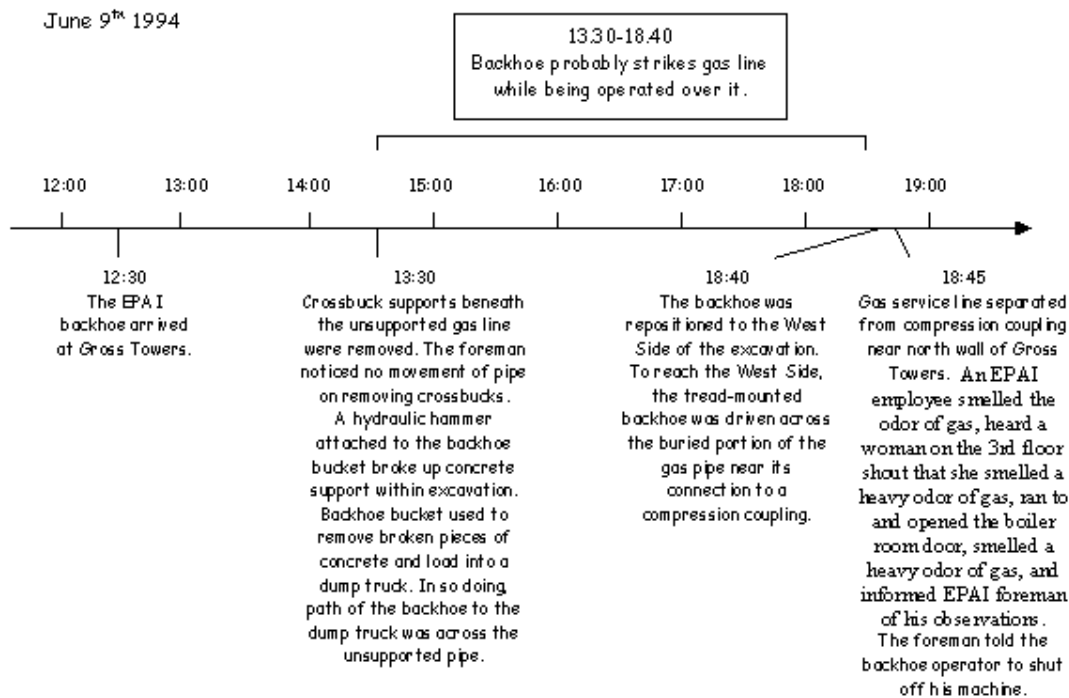 June 9th 1994
13.30-18.40
Backhoe probably strikes gas line
while being operated over it.
12:00
13:00
14:00
15:00
16:00
17:00
18:00
19:00
12:30
The EPAI
backhoe arrived
at Gross Towers.
13:30
Crossbuck supports beneath
the unsupported gas line
were removed. The foreman
noticed no movement of pipe
on removing crossbucks.
A hydraulic hammer
attached to the backhoe
bucket broke up concrete
support within excavation.
Backhoe bucket used to
remove broken pieces of
concrete and load into a
dump truck. In so doing,
path of the backhoe to the
dump truck was across the
unsupported pipe.
18:40
The backhoe was
repositioned to the West
Side of the excavation.
To reach the West Side,
the tread-mounted
backhoe was driven across
the buried portion of the
gas pipe near its
connection to a
compression coupling.
18:45
Gas service line separated
from compression coupling
near north wall of Gross
Towers. An EPAI
employee smelled the
odor of gas, heard a
woman on the 3rd floor
shout that she smelled a
heavy odor of gas, ran to
and opened the boiler
room door, smelled a
heavy odor of gas, and
informed EPAI foreman
of his observations.
The foreman told the
backhoe operator to shut
off his machine.